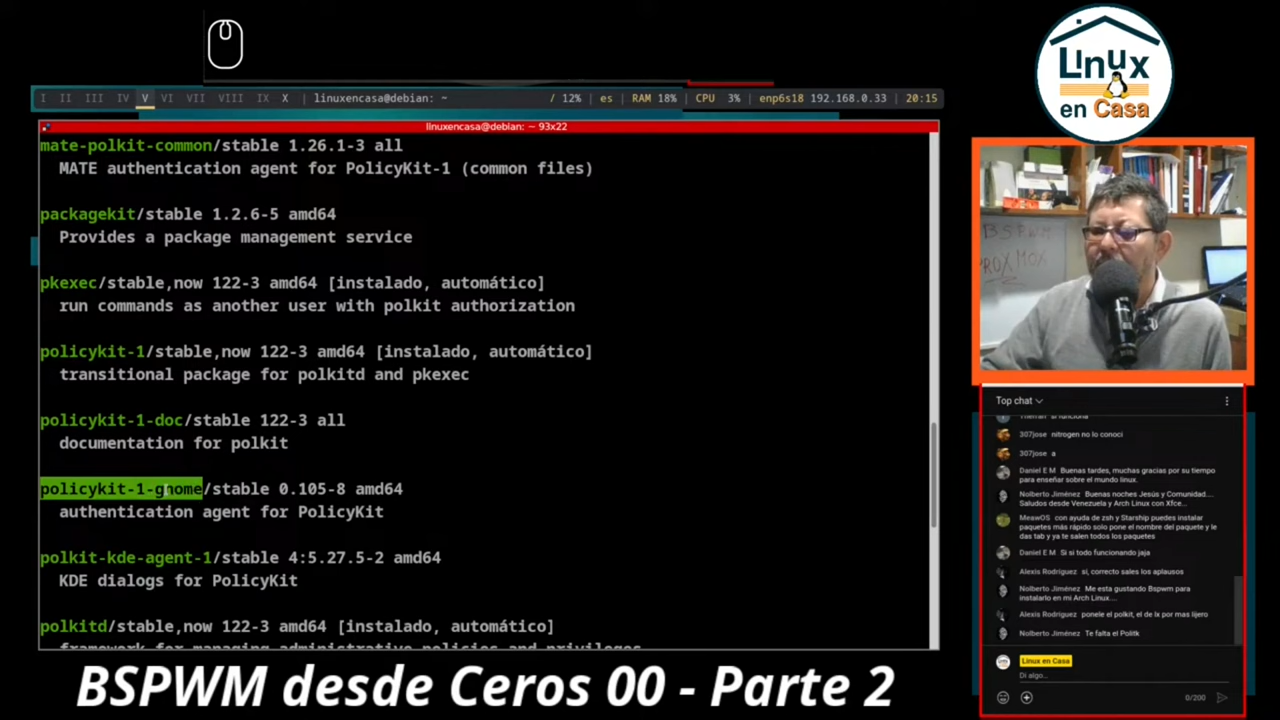 I II III IV V VI VII VIII IX X | linuxencasa@debian: ~ / 12% | es | RAM 18% | CPU 3% | enp6s18 192.168.0.33 | 20:15
linuxencasa@debian: ~ 93x22
mate-polkit-common/stable 1.26.1-3 all
MATE authentication agent for PolicyKit-1 (common files)
packagekit/stable 1.2.6-5 amd64
Provides a package management service
pkexec/stable,now 122-3 amd64 [instalado, automático]
run commands as another user with polkit authorization
policykit-1/stable,now 122-3 amd64 [instalado, automático]
transitional package for polkitd and pkexec
policykit-1-doc/stable 122-3 all
documentation for polkit
policykit-1-gnome/stable 0.105-8 amd64
authentication agent for PolicyKit
polkit-kde-agent-1/stable 4:5.27.5-2 amd64
KDE dialogs for PolicyKit
polkitd/stable,now 122-3 amd64 [instalado, automático]
framework for managing administrative policies and privileges
BSPWM desde Ceros 00 - Parte 2
LInux
en Casa
BSPWM
PROXMOX
Top chat
si funciona
307jose nitrogen no lo conoci
307jose a
Daniel E M Buenas tardes, muchas gracias por su tiempo
para enseñar sobre el mundo linux.
Nolberto Jiménez Buenas noches Jesús y Comunidad....
Saludos desde Venezuela y Arch Linux con Xfce...
MeawOS con ayuda de zsh y Starship puedes instalar
paquetes más rápido solo pone el nombre del paquete y le
das tab y ya te salen todos los paquetes
Daniel E M Si si todo funcionando jaja
Alexis Rodriguez si, correcto sales los aplausos
Nolberto Jiménez Me esta gustando Bspwm para
instalarlo en mi Arch Linux....
Alexis Rodriguez ponele el polkit, el de lx por mas lijero
Nolberto Jiménez Te falta el Politk
Linux en Casa
Di algo...
0/200